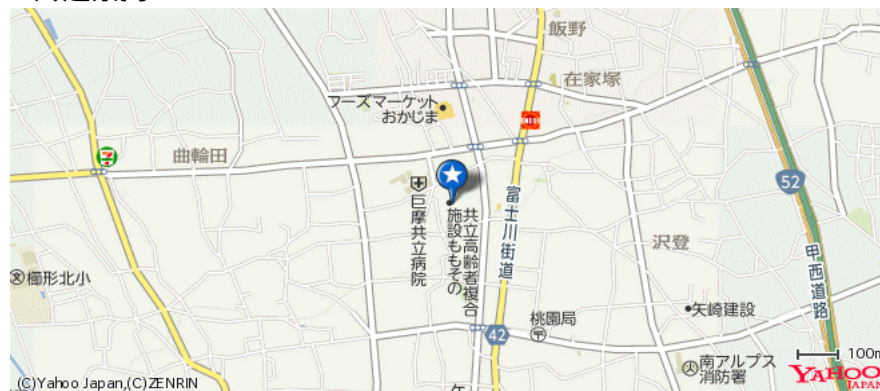 飯野
在家塚
フーズマーケット
おかじま
曲輪田
52
巨摩共立病院
共立高齢者複合
施設ももその
富士川街道
沢登
甲西道路
櫛形北小
矢崎建設
桃園局
42
南アルプス
消防署
100m
(C)Yahoo Japan,(C)ZENRIN
YAHOO!
JAPAN